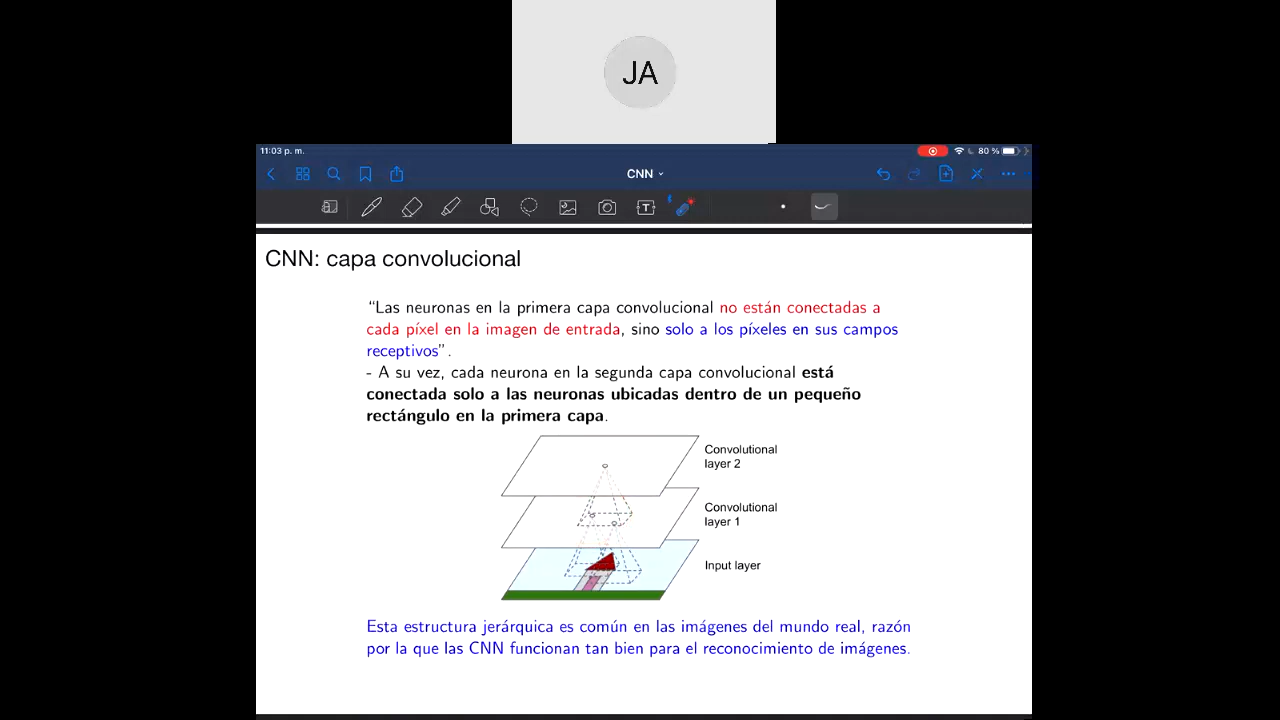 JA
11:03 p. m.
80 %
CNN
T
CNN: capa convolucional
“Las neuronas en la primera capa convolucional no están conectadas a
cada píxel en la imagen de entrada, sino solo a los píxeles en sus campos
receptivos”.
- A su vez, cada neurona en la segunda capa convolucional está
conectada solo a las neuronas ubicadas dentro de un pequeño
rectángulo en la primera capa.
Convolutional
layer 2
Convolutional
layer 1
Input layer
Esta estructura jerárquica es común en las imágenes del mundo real, razón
por la que las CNN funcionan tan bien para el reconocimiento de imágenes.